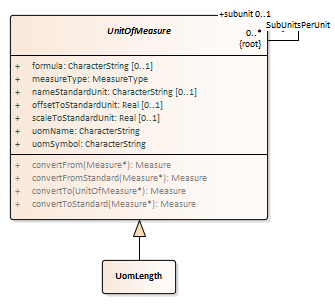 +subunit 0..1
UnitOfMeasure
SubUnitsPerUnit
0..*
{root}
+ formula: CharacterString [0..1]
+ measureType: MeasureType
+ nameStandardUnit: CharacterString [0..1]
+ offsetToStandardUnit: Real [0..1]
+ scaleToStandardUnit: Real [0..1]
+ uomName: CharacterString
+ uomSymbol: CharacterString
+ convertFrom(Measure*): Measure
+ convertFromStandard(Measure*): Measure
+ convertTo(UnitOfMeasure*): Measure
+ convertToStandard(Measure*): Measure
UomLength